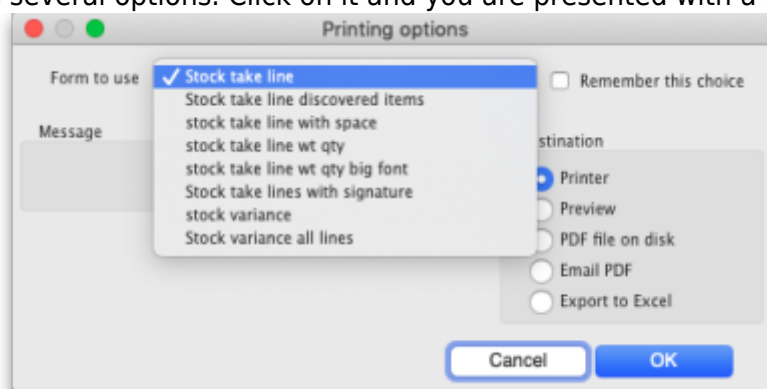 several options. Click on it and you are presented with a
Printing options
Form to use
✓ Stock take line
Stock take line discovered items
stock take line with space
stock take line wt qty
stock take line wt qty big font
Stock take lines with signature
stock variance
Stock variance all lines
Remember this choice
Message
stination
Printer
Preview
PDF file on disk
Email PDF
Export to Excel
Cancel
OK